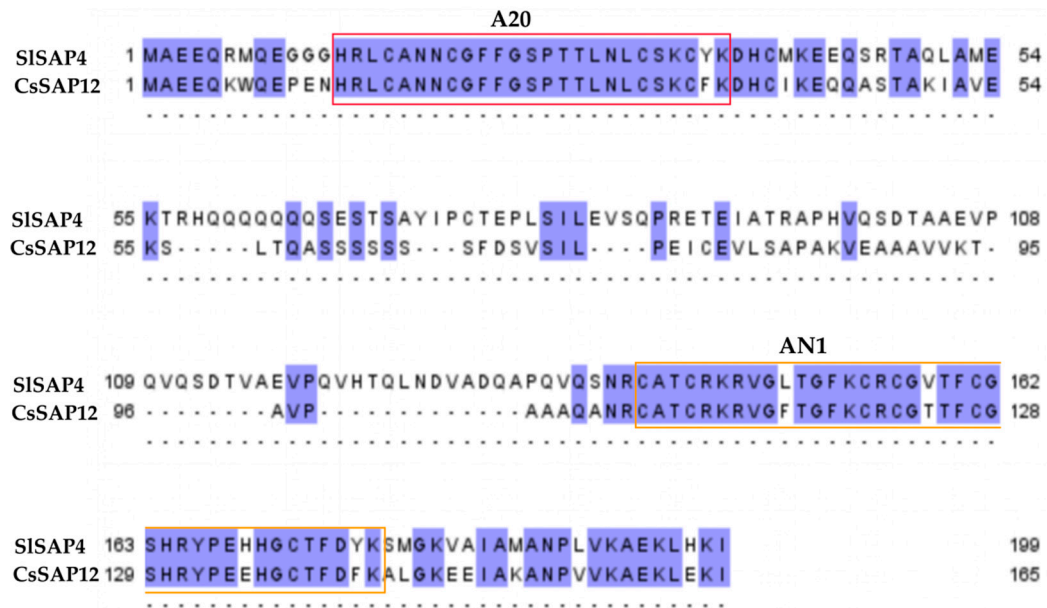 A20
SlSAP4 1 MAEEQRMQEGGGHRLCANNCGFFGSPTTLNLCSKCYKDHCMKEEQSRTAQLAME 54
CsSAP12 1 MAEEQKWQEPENHRLCANNCGFFGSPTTLNLCSKCFKDHCIKEQQASTAKIAVE 54
SlSAP4 55 KTRHQQQQQQQSESTSAYIPCTEPLSILEVSQPRETEIATRAPHVQSDTAAEVP 108
CsSAP12 55 KS-----LTQASSSSSS---SFDSVSIL----PEICEVLSAPAKVEAAAVVKT- 95
AN1
SlSAP4 109 QVQSDTVAEVPQVHTQLNDVADQAPQVQSNRCATCRKRVGLTGFKCRCGVTFCG 162
CsSAP12 96 --------AVP-------------AAAQANRCATCRKRVGFTGFKCRCGTTFCG 128
SlSAP4 163 SHRYPEHHGCTFDYKSMGKVAIAMANPLVKAEKLHKI 199
CsSAP12 129 SHRYPEEHGCTFDFKALGKEEIAKANPVVKAEKLEKI 165